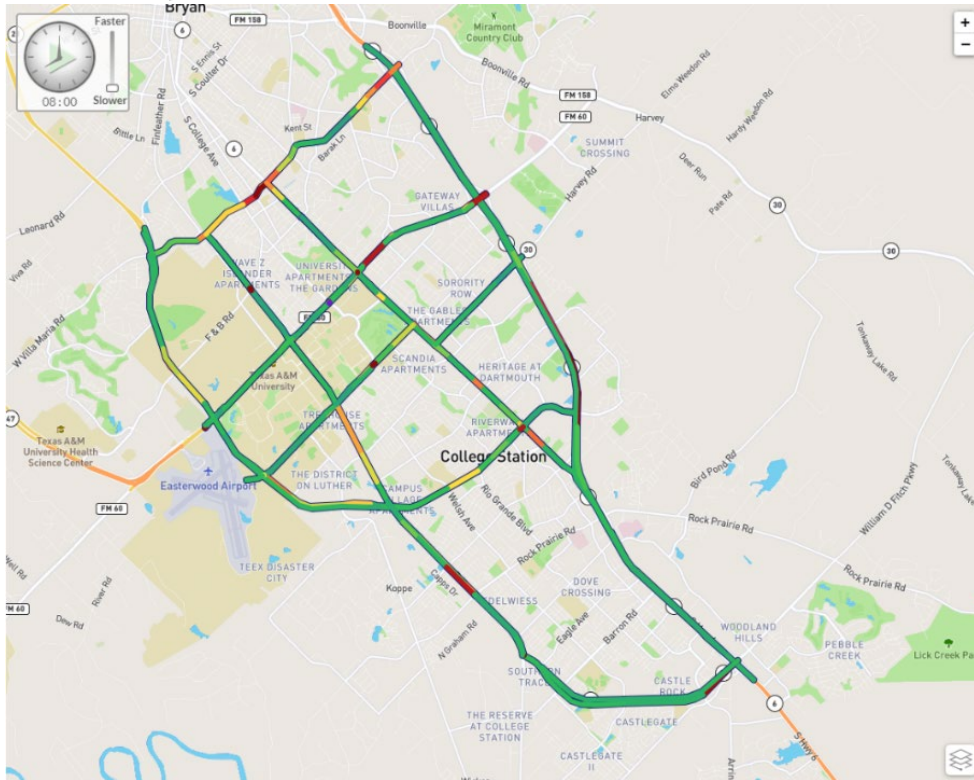 Bryan
FM 158
Boonville
Miramont
Country Club
Faster
08:00
Slower
6
S Ennis St
S Coulter Dr
Finfeather Rd
Bittle Ln
S College Ave
6
Kent St
Barak Ln
Boonville Rd
Elmo Weedon Rd
FM 158
FM 60
Harvey
Hardy Weedon Rd
SUMMIT
CROSSING
Deer Run
Harvey Rd
Pate Rd
30
30
30
GATEWAY
VILLAS
Leonard Rd
Viva Rd
W Villa Maria Rd
ISLANDER
APARTMENTS
UNIVERSITY
APARTMENTS
THE GARDENS
SORORITY
ROW
F & B Rd
THE GABLES
APARTMENTS
Tonkaway Lake Rd
SCANDIA
APARTMENTS
HERITAGE AT
DARTMOUTH
Texas A&M
University
47
Texas A&M
University Health
Science Center
APARTMENTS
College Station
Easterwood Airport
THE DISTRICT
ON LUTHER
CAMPUS
VILLAGE
APARTMENTS
FM 60
Welsh Ave
Rio Grande Blvd
Bird Pond Rd
William D Fitch Pkwy
Tonkaway Lake
Rock Prairie Rd
Rock Prairie Rd
Rock Prairie Rd
TEEX DISASTER
CITY
Koppe
Capps Dr
N Graham Rd
River Rd
Dew Rd
FM 60
DOVE
CROSSING
Eagle Ave
Barron Rd
WOODLAND
HILLS
PEBBLE
CREEK
Lick Creek Pa
CASTLE
ROCK
CASTLEGATE
CASTLEGATE
II
THE RESERVE
AT COLLEGE
STATION
6
S Hwy 6